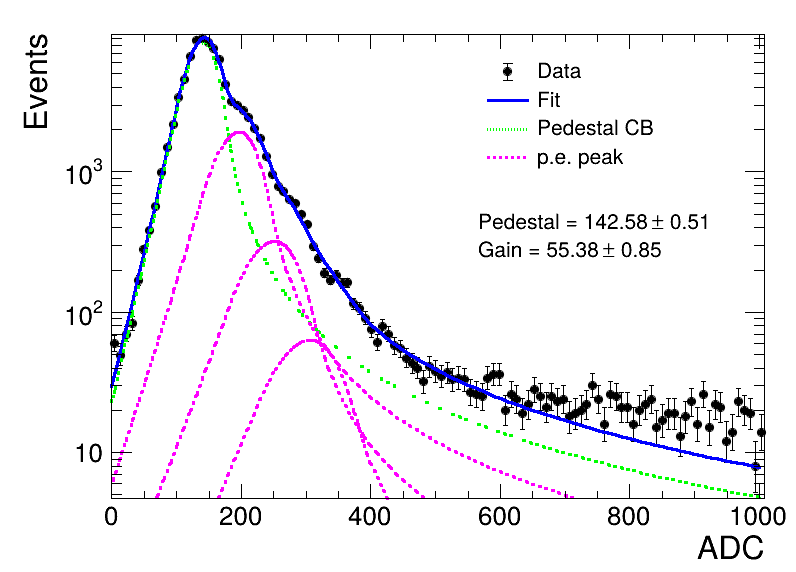 Events
Data
Fit
Pedestal CB
p.e. peak
10³
Pedestal = 142.58 ± 0.51
Gain = 55.38 ± 0.85
10²
10
0 200 400 600 800 1000
ADC